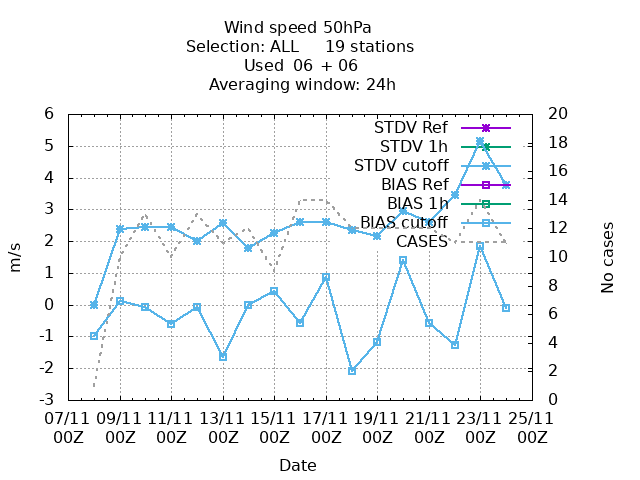 Wind speed 50hPa
Selection: ALL 19 stations
Used 06 + 06
Averaging window: 24h
6
5
4
3
2
1
0
-1
-2
-3
m/s
20
18
16
14
12
10
8
6
4
2
0
No cases
STDV Ref
STDV 1h
STDV cutoff
BIAS Ref
BIAS 1h
BIAS cutoff
CASES
07/11 09/11 11/11 13/11 15/11 17/11 19/11 21/11 23/11 25/11
00Z 00Z 00Z 00Z 00Z 00Z 00Z 00Z 00Z 00Z
Date